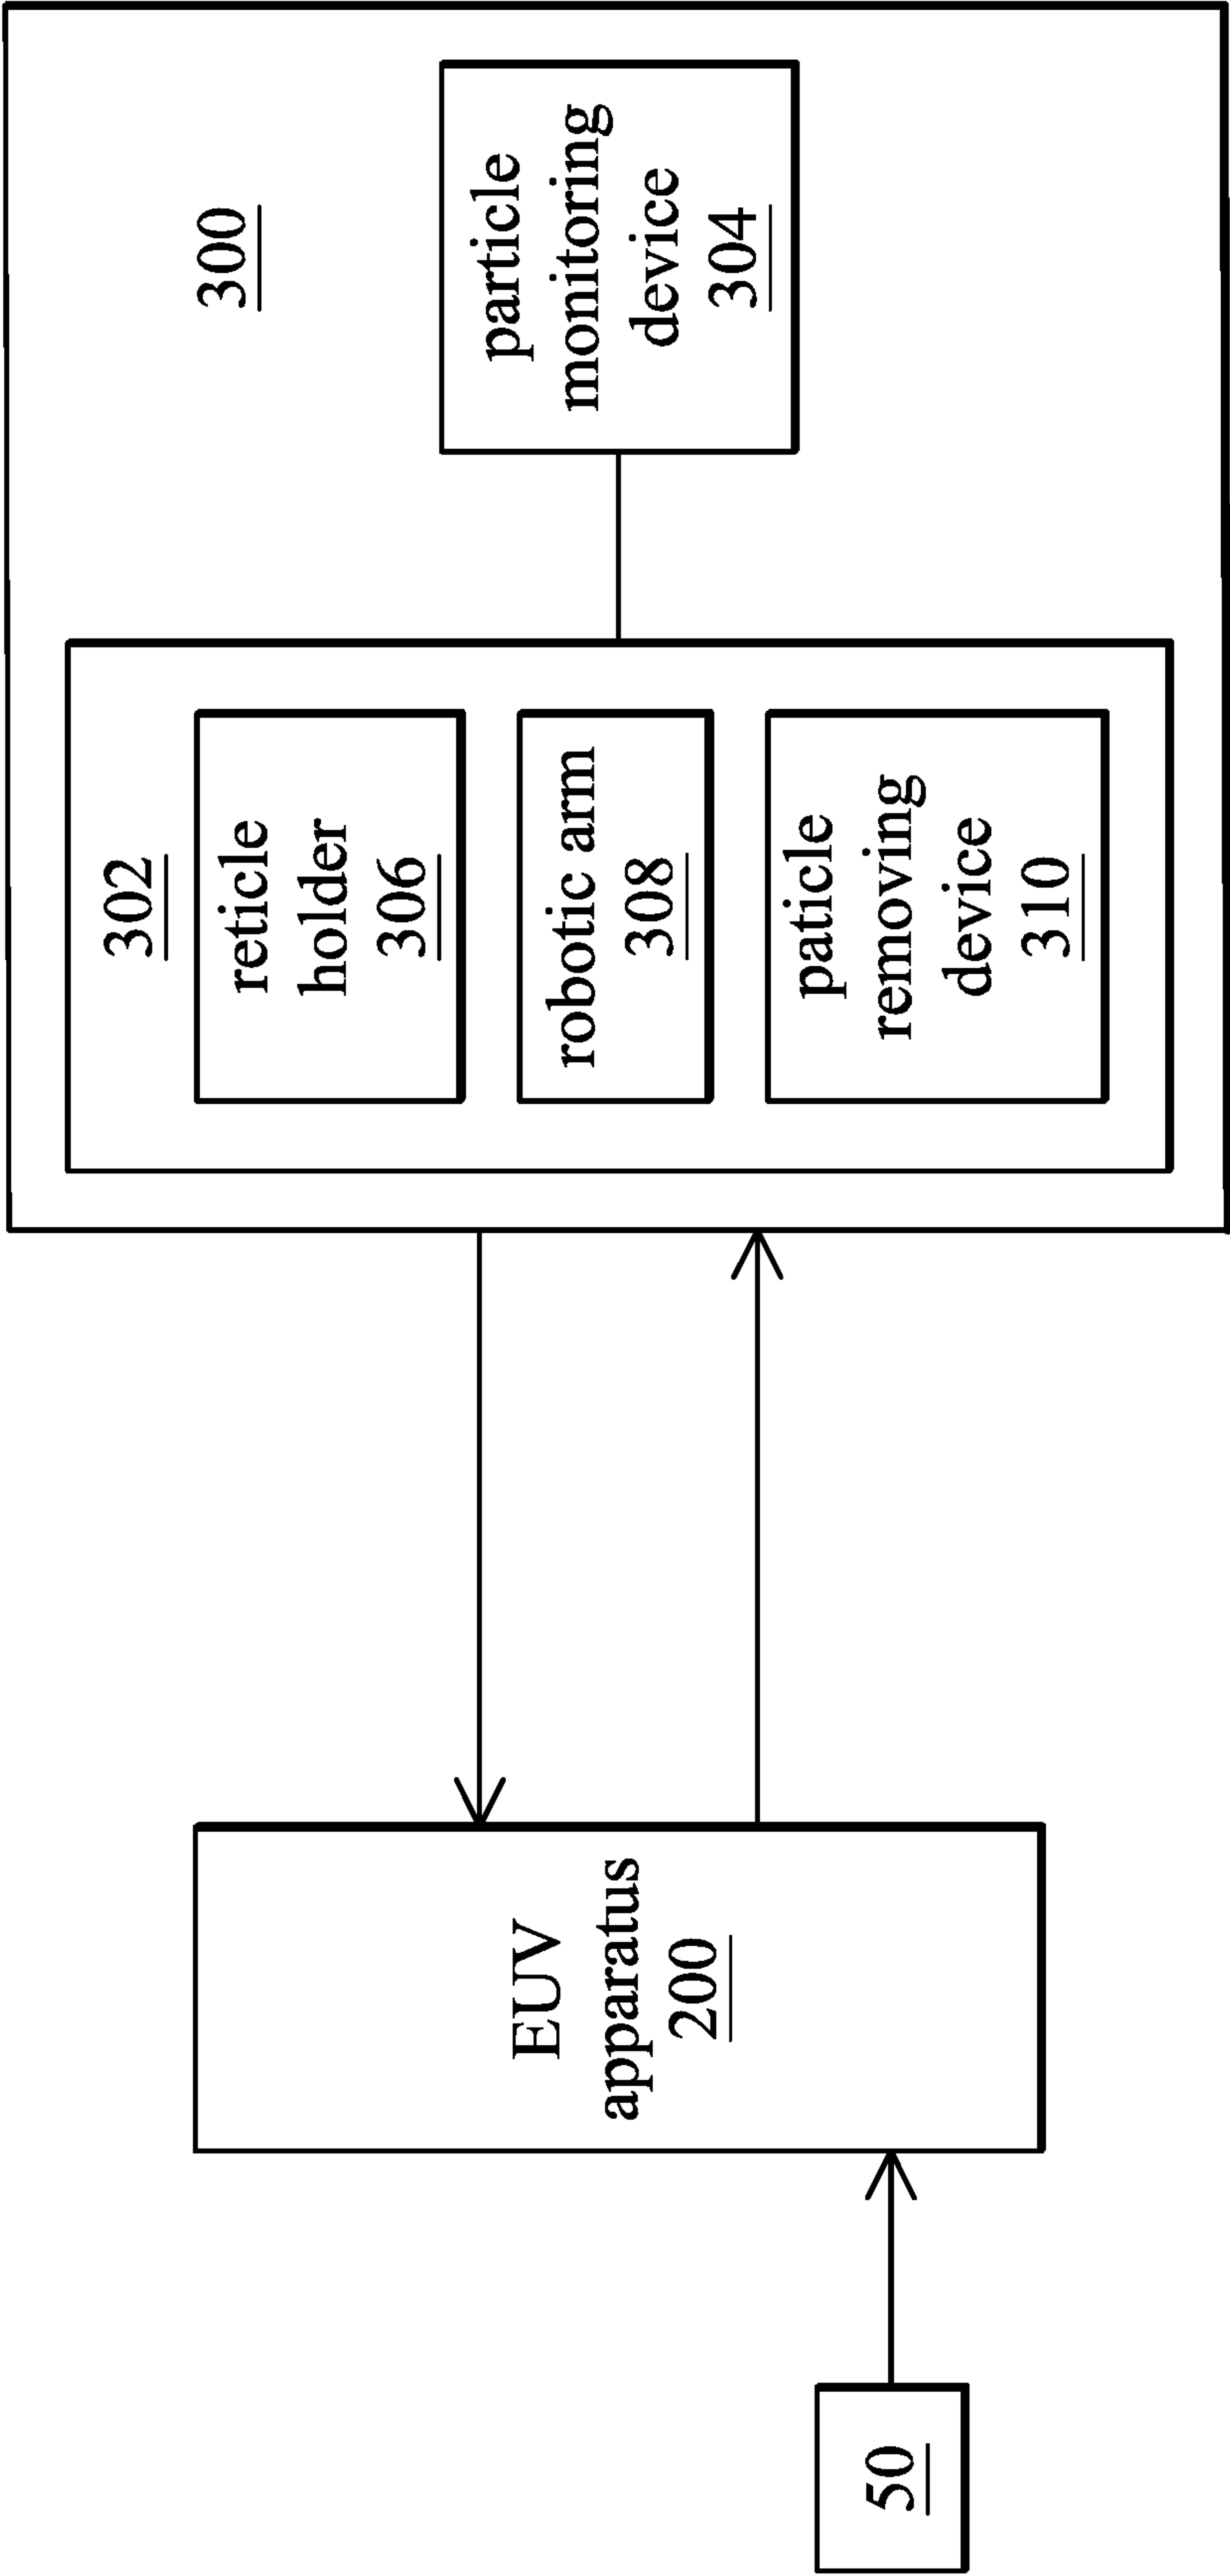 50
EUV
apparatus
200
302
reticle
holder
306
robotic arm
308
paticle
removing
device
310
300
particle
monitoring
device
304